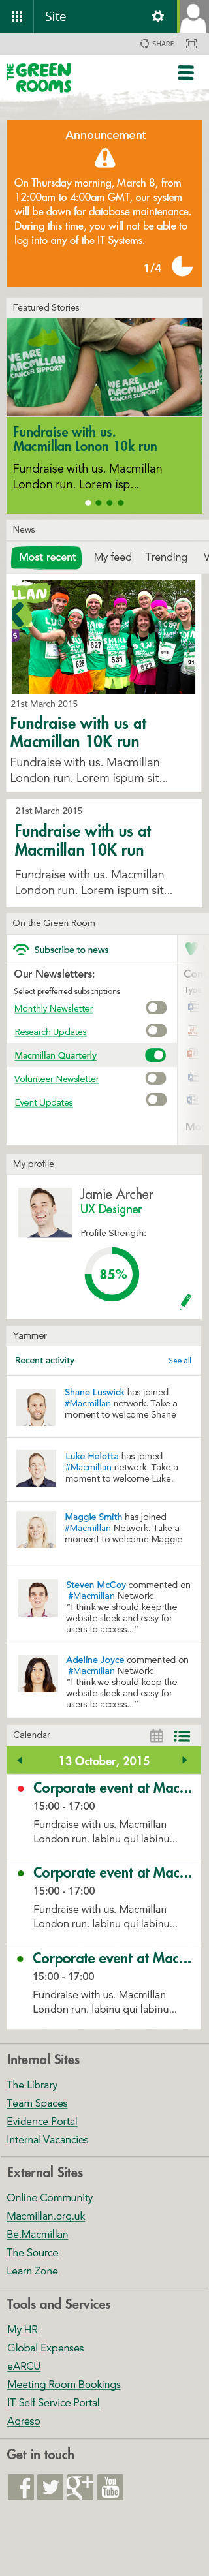 Site
SHARE
THE
GREEN
ROOMS
Announcement
On Thursday morning, March 8, from
12:00am to 4:00am GMT, our system
will be down for database maintenance.
During this time, you will not be able to
log into any of the IT Systems.
1/4
Featured Stories
WE ARE
MACMILLAN
CANCER SUPPORT
WE ARE
MACMILLAN
CANCER SUPPORT
Fundraise with us.
Macmillan Lonon 10k run
Fundraise with us. Macmillan
London run. Lorem isp...
News
Most recent My feed Trending V
21st March 2015
Fundraise with us at
Macmillan 10K run
Fundraise with us. Macmillan
London run. Lorem ispum sit...
21st March 2015
Fundraise with us at
Macmillan 10K run
Fundraise with us. Macmillan
London run. Lorem ispum sit...
On the Green Room
Subscribe to news
Our Newsletters:
Select prefferred subscriptions
Monthly Newsletter
Research Updates
Macmillan Quarterly
Volunteer Newsletter
Event Updates
My profile
Jamie Archer
UX Designer
Profile Strength:
85%
Yammer
Recent activity See all
Shane Luswick has joined
#Macmillan network. Take a
moment to welcome Shane
Luke Helotta has joined
#Macmillan network. Take a
moment to welcome Luke.
Maggie Smith has joined
#Macmillan Network. Take a
moment to welcome Maggie
Steven McCoy commented on
#Macmillan Network:
"I think we should keep the
website sleek and easy for
users to access..."
Adeline Joyce commented on
#Macmillan Network:
"I think we should keep the
website sleek and easy for
users to access..."
Calendar
13 October, 2015
Corporate event at Mac...
15:00 - 17:00
Fundraise with us. Macmillan
London run. labinu qui labinu...
Corporate event at Mac...
15:00 - 17:00
Fundraise with us. Macmillan
London run. labinu qui labinu...
Corporate event at Mac...
15:00 - 17:00
Fundraise with us. Macmillan
London run. labinu qui labinu...
Internal Sites
The Library
Team Spaces
Evidence Portal
Internal Vacancies
External Sites
Online Community
Macmillan.org.uk
Be.Macmillan
The Source
Learn Zone
Tools and Services
My HR
Global Expenses
eARCU
Meeting Room Bookings
IT Self Service Portal
Agreso
Get in touch
You
Tube